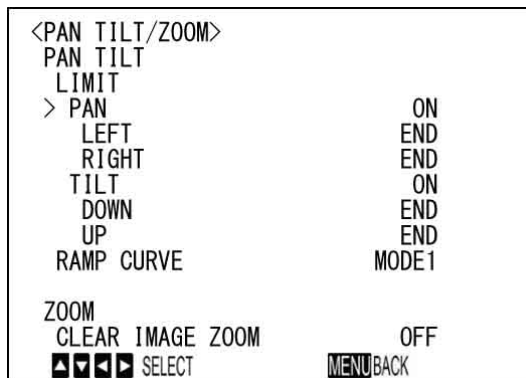 <PAN TILT/ZOOM>
PAN TILT
LIMIT
> PAN ON
LEFT END
RIGHT END
TILT ON
DOWN END
UP END
RAMP CURVE MODE1
ZOOM
CLEAR IMAGE ZOOM OFF
▲▼◀▶ SELECT MENU BACK